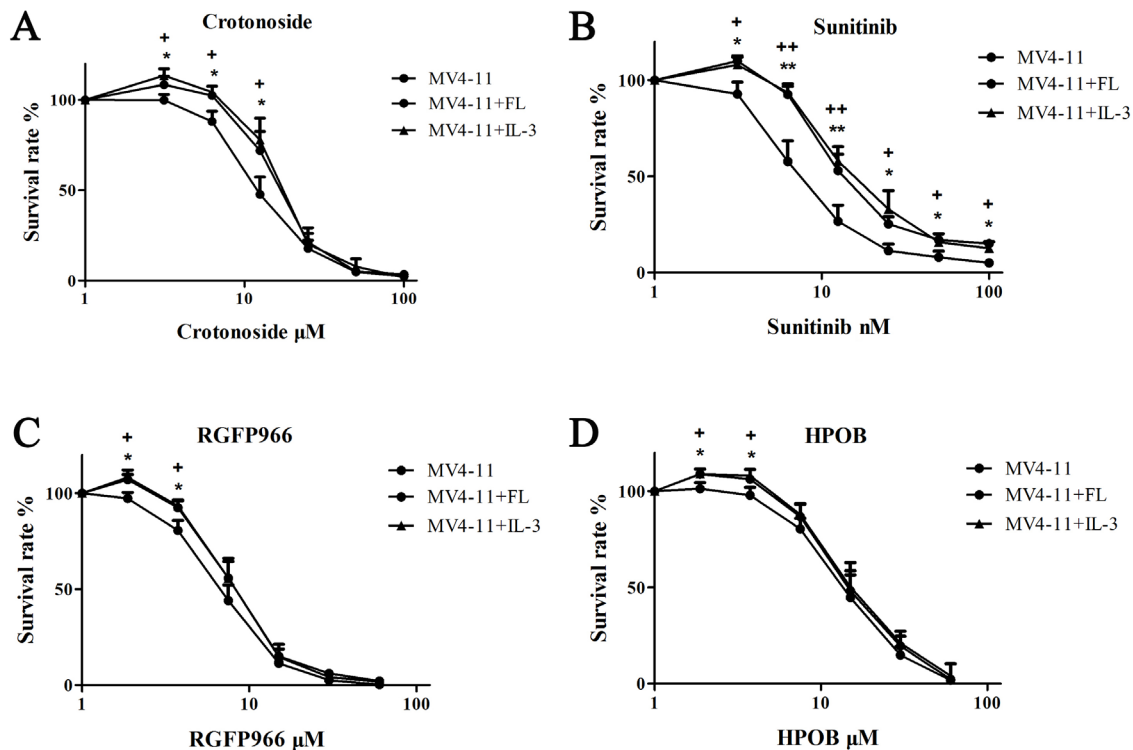 A
Crotonoside
Survival rate %
100
50
0
+
*
+
*
+
*
MV4-11
MV4-11+FL
MV4-11+IL-3
1
10
100
Crotonoside μM
B
Sunitinib
Survival rate %
100
50
0
+
*
++
**
++
**
+
*
+
*
+
*
MV4-11
MV4-11+FL
MV4-11+IL-3
1
10
100
Sunitinib nM
C
RGFP966
Survival rate %
100
50
0
+
*
+
*
MV4-11
MV4-11+FL
MV4-11+IL-3
1
10
100
RGFP966 μM
D
HPOB
Survival rate %
100
50
0
+
*
+
*
MV4-11
MV4-11+FL
MV4-11+IL-3
1
10
100
HPOB μM